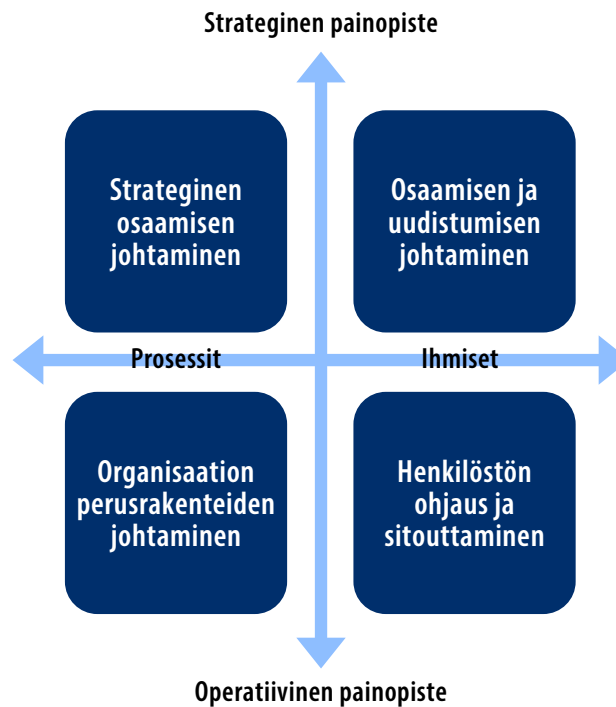 Strateginen painopiste
Strateginen
osaamisen
johtaminen
Osaamisen ja
uudistumisen
johtaminen
Prosessit
Ihmiset
Organisaation
perusrakenteiden
johtaminen
Henkilöstön
ohjaus ja
sitouttaminen
Operatiivinen painopiste